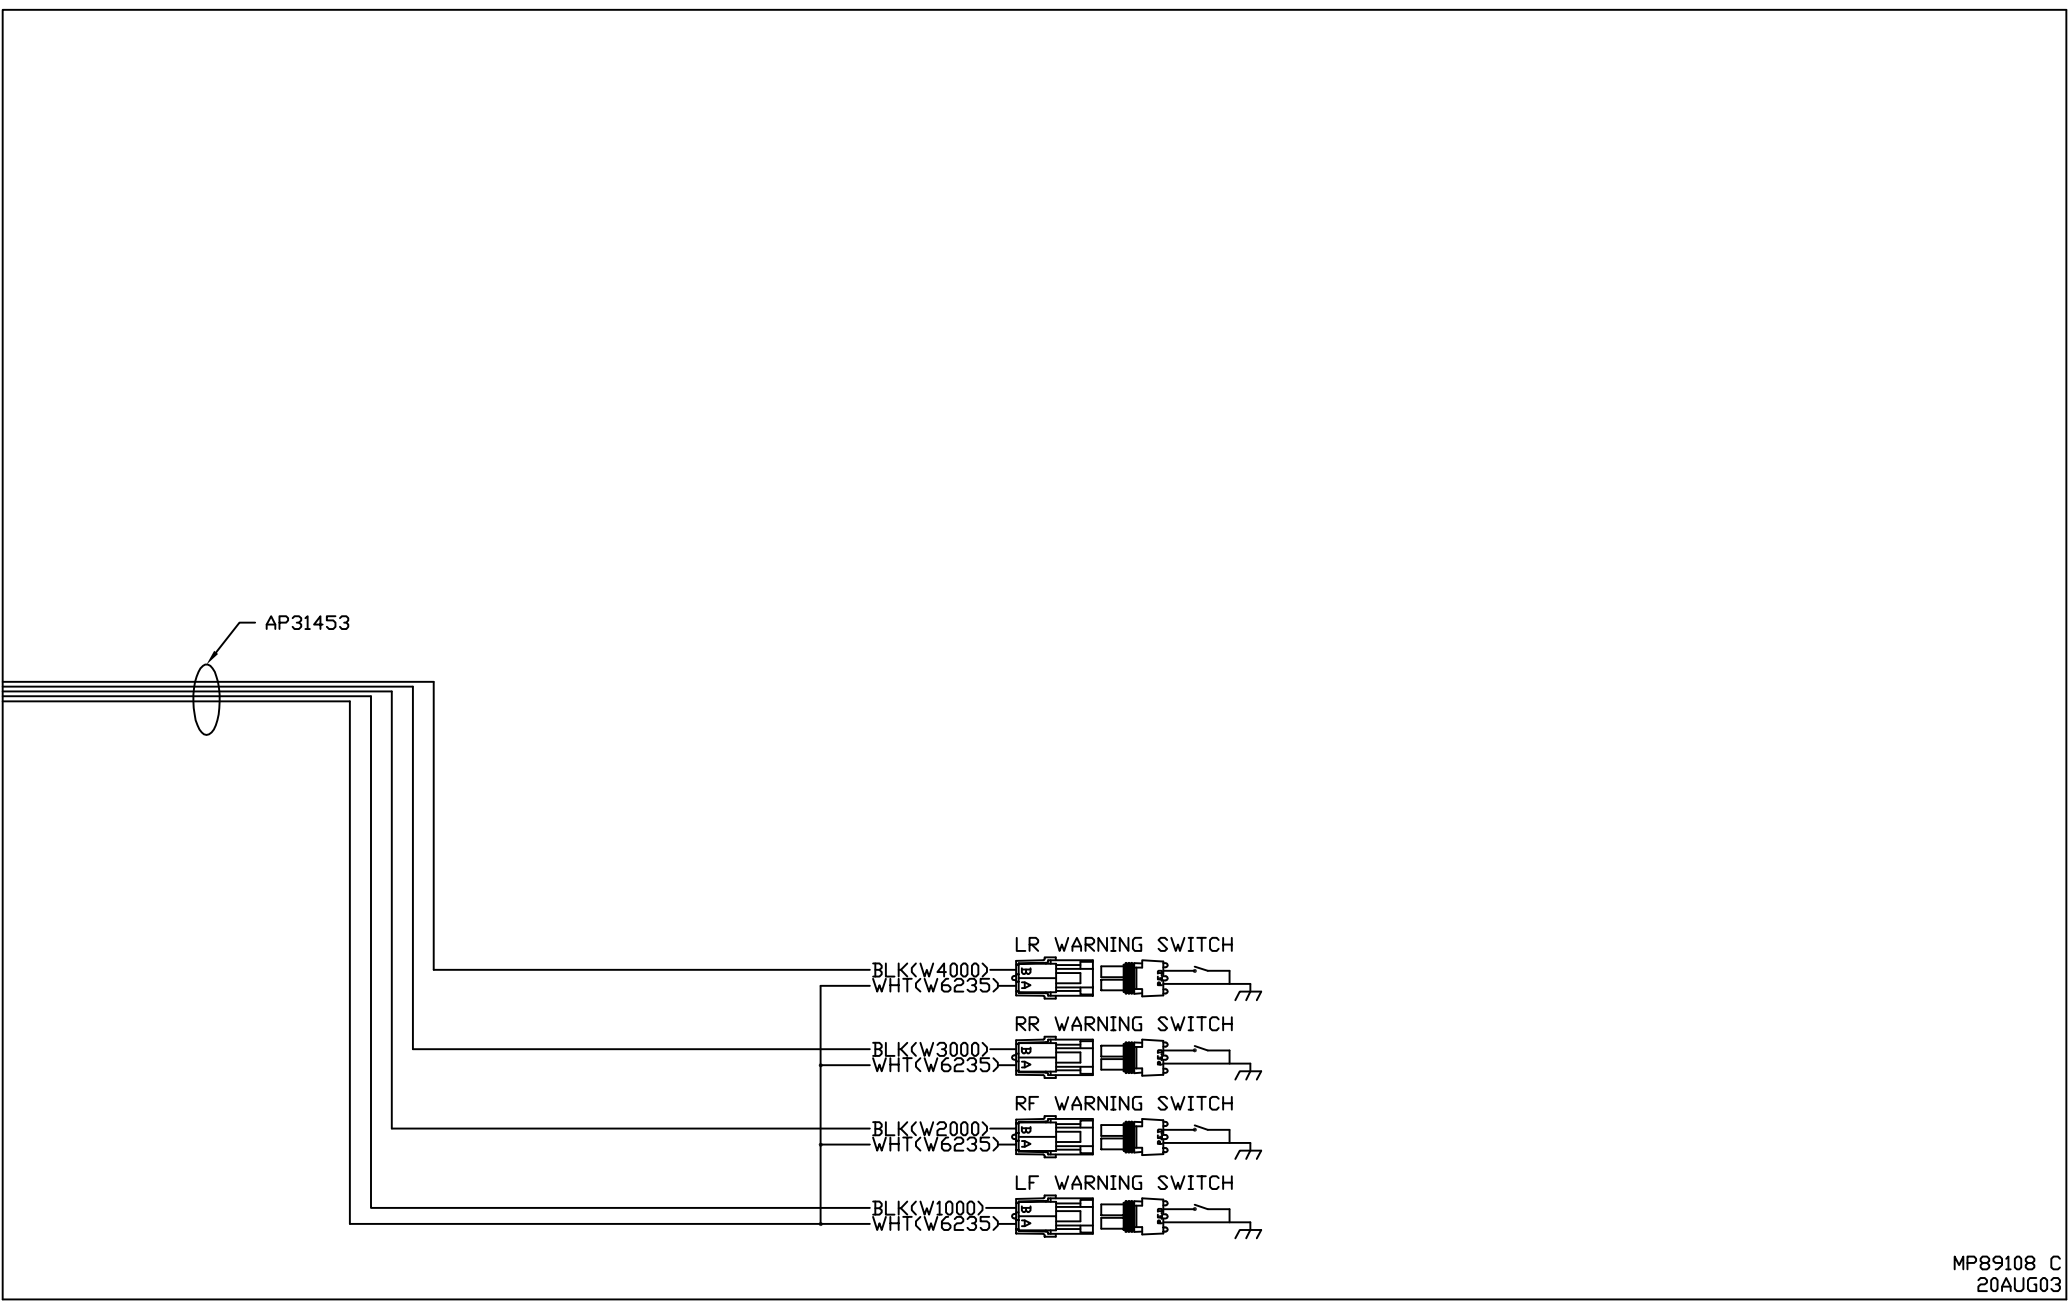 AP31453
LR WARNING SWITCH
BLK(W4000)
B
WHT(W6235)
A
RR WARNING SWITCH
BLK(W3000)
B
WHT(W6235)
A
RF WARNING SWITCH
BLK(W2000)
B
WHT(W6235)
A
LF WARNING SWITCH
BLK(W1000)
B
WHT(W6235)
A
MP89108 C
20AUG03